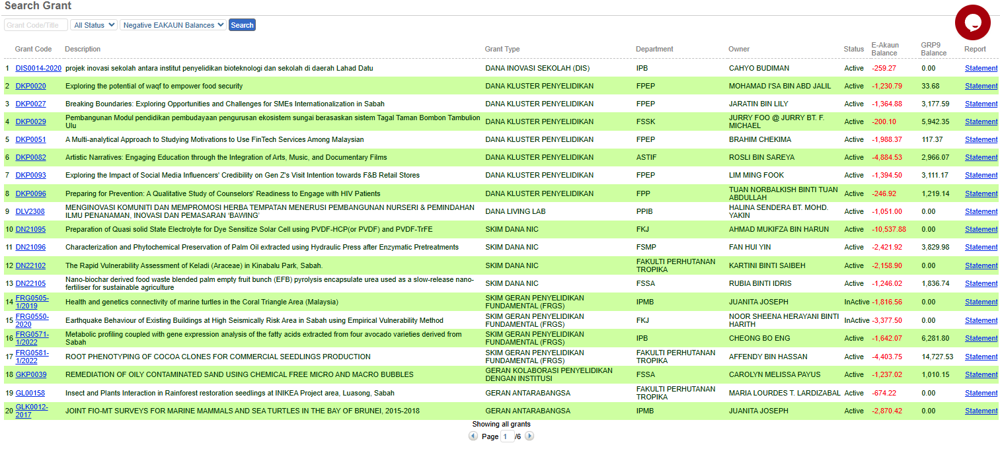 Search Grant
Grant Code/Title All Status Negative EAKAUN Balances Search
Grant Code Description Grant Type Department Owner Status E-Akaun Balance GRP9 Balance Report
1 DIS0014-2020 projek inovasi sekolah antara institut penyelidikan bioteknologi dan sekolah di daerah Lahad Datu DANA INOVASI SEKOLAH (DIS) IPB CAHYO BUDIMAN Active -259.27 0.00 Statement
2 DKP0020 Exploring the potential of waqf to empower food security DANA KLUSTER PENYELIDIKAN FPEP MOHAMAD I'SA BIN ABD JALIL Active -1,230.79 33.68 Statement
3 DKP0027 Breaking Boundaries: Exploring Opportunities and Challenges for SMEs Internationalization in Sabah DANA KLUSTER PENYELIDIKAN FPEP JARATIN BIN LILY Active -1,364.88 3,177.59 Statement
4 DKP0029 Pembangunan Modul pendidikan pembudayaan pengurusan ekosistem sungai berasaskan sistem Tagal Taman Bombon Tambulion Ulu DANA KLUSTER PENYELIDIKAN FSSK JURRY FOO @ JURRY BT. F. MICHAEL Active -200.10 5,942.35 Statement
5 DKP0051 A Multi-analytical Approach to Studying Motivations to Use FinTech Services Among Malaysian DANA KLUSTER PENYELIDIKAN FPEP BRAHIM CHEKIMA Active -1,988.37 117.37 Statement
6 DKP0082 Artistic Narratives: Engaging Education through the Integration of Arts, Music, and Documentary Films DANA KLUSTER PENYELIDIKAN ASTIF ROSLI BIN SAREYA Active -4,884.53 2,966.07 Statement
7 DKP0093 Exploring the Impact of Social Media Influencers' Credibility on Gen Z's Visit Intention towards F&B Retail Stores DANA KLUSTER PENYELIDIKAN FPEP LIM MING FOOK Active -1,394.50 3,111.17 Statement
8 DKP0096 Preparing for Prevention: A Qualitative Study of Counselors' Readiness to Engage with HIV Patients DANA KLUSTER PENYELIDIKAN FPP TUAN NORBALKISH BINTI TUAN ABDULLAH Active -246.92 1,219.14 Statement
9 DLV2308 MENGINOVASI KOMUNITI DAN MEMPROMOSI HERBA TEMPATAN MENERUSI PEMBANGUNAN NURSERI & PEMINDAHAN ILMU PENANAMAN, INOVASI DAN PEMASARAN ‘BAWING’ DANA LIVING LAB PPIB HALINA SENDERA BT. MOHD. YAKIN Active -1,051.00 0.00 Statement
10 DN21095 Preparation of Quasi solid State Electrolyte for Dye Sensitize Solar Cell using PVDF-HCP(or PVDF) and PVDF-TrFE SKIM DANA NIC FKJ AHMAD MUKIFZA BIN HARUN Active -10,537.88 0.00 Statement
11 DN21096 Characterization and Phytochemical Preservation of Palm Oil extracted using Hydraulic Press after Enzymatic Pretreatments SKIM DANA NIC FSMP FAN HUI YIN Active -2,421.92 3,829.98 Statement
12 DN22102 The Rapid Vulnerability Assessment of Keladi (Araceae) in Kinabalu Park, Sabah. SKIM DANA NIC FAKULTI PERHUTANAN TROPIKA KARTINI BINTI SAIBEH Active -2,158.90 0.00 Statement
13 DN22105 Nano-biochar derived food waste blended palm empty fruit bunch (EFB) pyrolysis encapsulate urea used as a slow-release nano-fertiliser for sustainable agriculture SKIM DANA NIC FSSA RUBIA BINTI IDRIS Active -1,246.02 1,836.74 Statement
14 FRG0505-1/2019 Health and genetics connectivity of marine turtles in the Coral Triangle Area (Malaysia) SKIM GERAN PENYELIDIKAN FUNDAMENTAL (FRGS) IPMB JUANITA JOSEPH InActive -1,816.56 0.00 Statement
15 FRG0550-2020 Earthquake Behaviour of Existing Buildings at High Seismically Risk Area in Sabah using Empirical Vulnerability Method SKIM GERAN PENYELIDIKAN FUNDAMENTAL (FRGS) FKJ NOOR SHEENA HERAYANI BINTI HARITH InActive -3,377.50 0.00 Statement
16 FRG0571-1/2022 Metabolic profiling coupled with gene expression analysis of the fatty acids extracted from four avocado varieties derived from Sabah SKIM GERAN PENYELIDIKAN FUNDAMENTAL (FRGS) IPB CHEONG BO ENG Active -1,642.07 6,281.80 Statement
17 FRG0581-1/2022 ROOT PHENOTYPING OF COCOA CLONES FOR COMMERCIAL SEEDLINGS PRODUCTION SKIM GERAN PENYELIDIKAN FUNDAMENTAL (FRGS) FAKULTI PERHUTANAN TROPIKA AFFENDY BIN HASSAN Active -4,403.75 14,727.53 Statement
18 GKP0039 REMEDIATION OF OILY CONTAMINATED SAND USING CHEMICAL FREE MICRO AND MACRO BUBBLES GERAN KOLABORASI PENYELIDIKAN DENGAN INSTITUSI FSSA CAROLYN MELISSA PAYUS Active -1,237.02 1,010.15 Statement
19 GL00158 Insect and Plants Interaction in Rainforest restoration seedlings at INIKEA Project area, Luasong, Sabah GERAN ANTARABANGSA FAKULTI PERHUTANAN TROPIKA MARIA LOURDES T. LARDIZABAL Active -674.22 0.00 Statement
20 GLK0012-2017 JOINT FIO-MT SURVEYS FOR MARINE MAMMALS AND SEA TURTLES IN THE BAY OF BRUNEI, 2015-2018 GERAN ANTARABANGSA IPMB JUANITA JOSEPH Active -2,870.42 0.00 Statement
Showing all grants
Page 1 /6